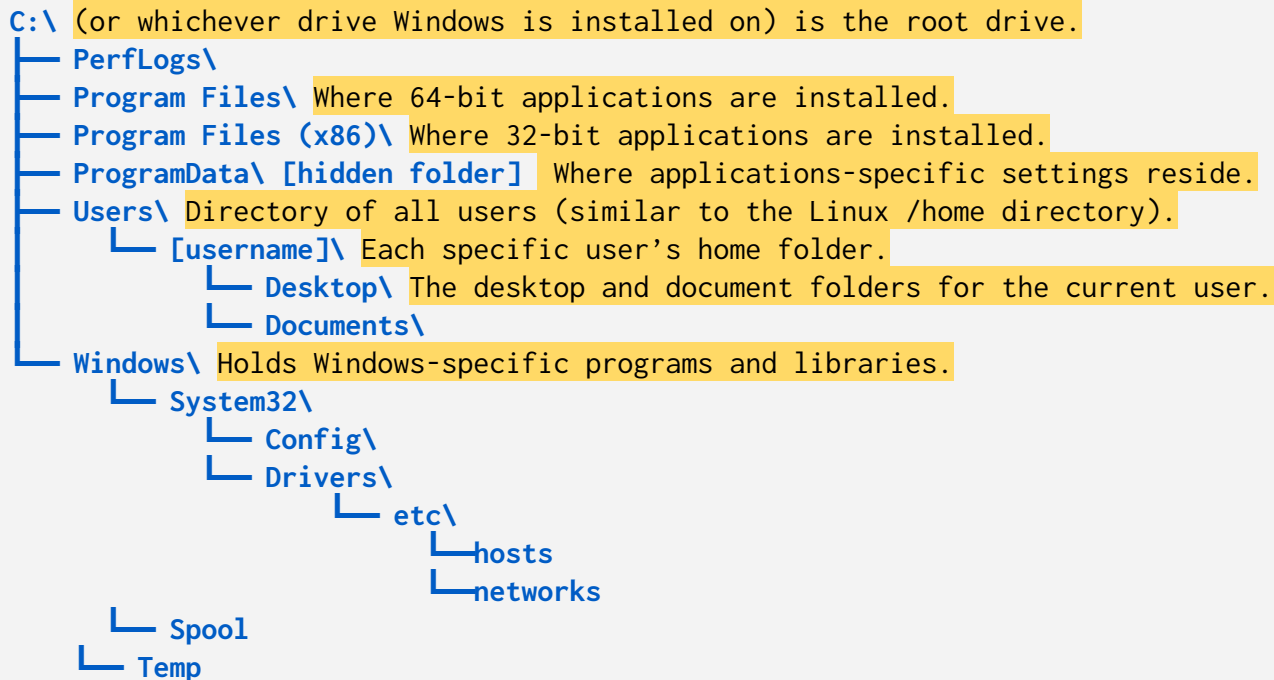 C:\ (or whichever drive Windows is installed on) is the root drive.
PerfLogs\
Program Files\ Where 64-bit applications are installed.
Program Files (x86)\ Where 32-bit applications are installed.
ProgramData\ [hidden folder] Where applications-specific settings reside.
Users\ Directory of all users (similar to the Linux /home directory).
[username]\ Each specific user’s home folder.
Desktop\ The desktop and document folders for the current user.
Documents\
Windows\ Holds Windows-specific programs and libraries.
System32\
Config\
Drivers\
etc\
hosts
networks
Spool
Temp